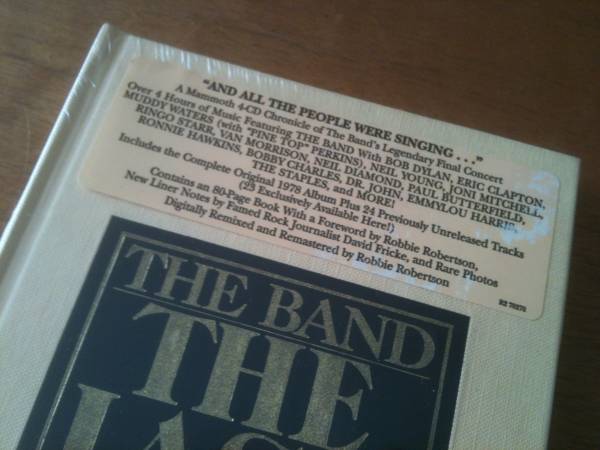 "AND ALL THE PEOPLE WERE SINGING . . ."
A Mammoth 4-CD Chronicle of The Band's Legendary Final Concert
Over 4 Hours of Music Featuring THE BAND With BOB DYLAN, ERIC CLAPTON,
MUDDY WATERS (with "PINE TOP" PERKINS), NEIL YOUNG, JONI MITCHELL,
RINGO STARR, VAN MORRISON, NEIL DIAMOND, PAUL BUTTERFIELD,
RONNIE HAWKINS, BOBBY CHARLES, DR. JOHN, EMMYLOU HARRIS,
THE STAPLES, and MORE!
Includes the Complete Original 1978 Album Plus 24 Previously Unreleased Tracks
(23 Exclusively Available Here!)
Contains an 80-Page Book With a Foreword by Robbie Robertson,
New Liner Notes by Famed Rock Journalist David Fricke, and Rare Photos
Digitally Remixed and Remastered by Robbie Robertson
R2 78278
THE BAND
THE